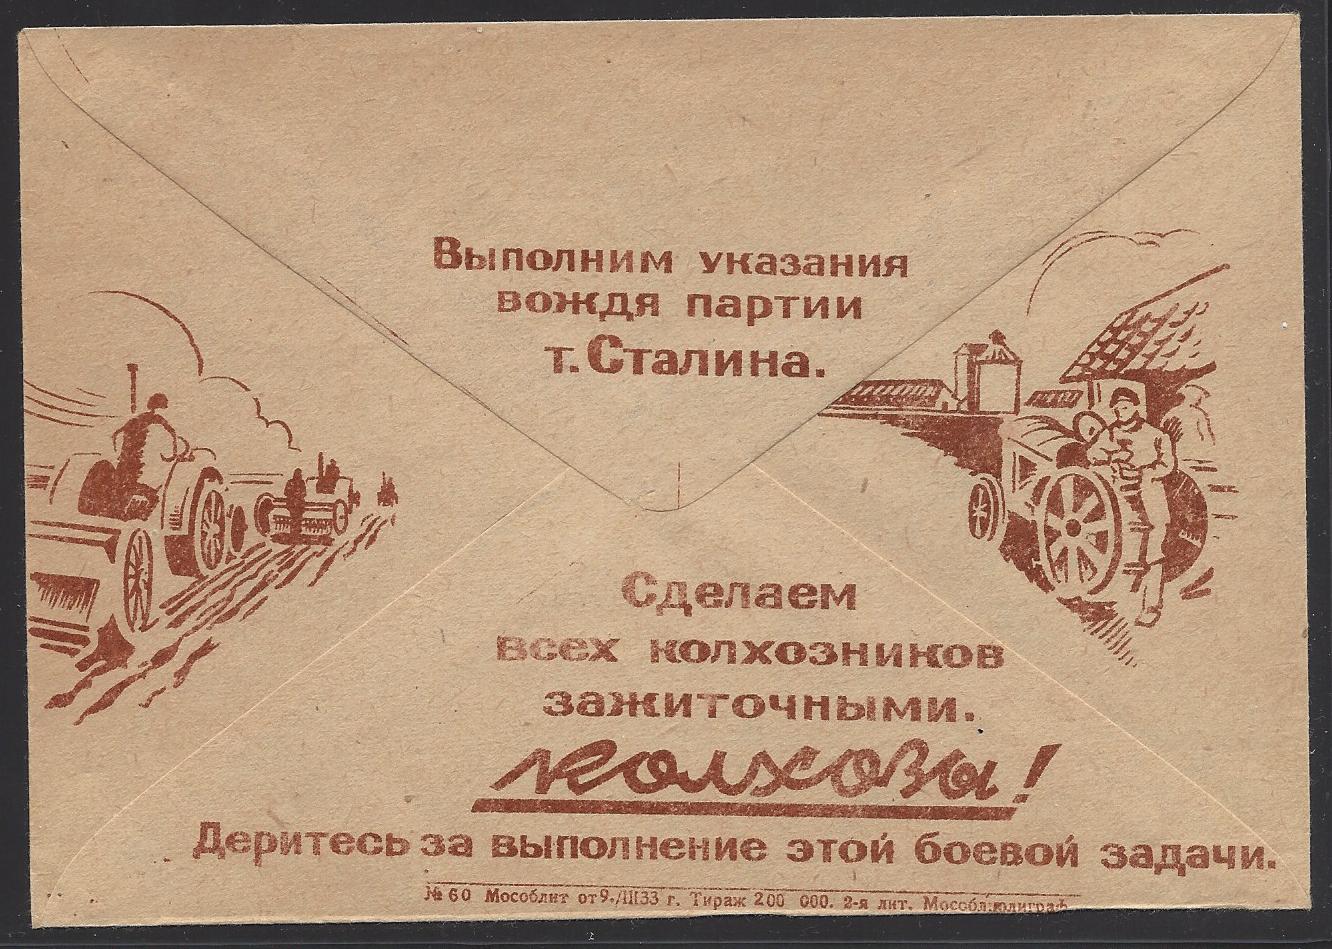 Выполним указания
вождя партии
т. Сталина.
Сделаем
всех колхозников
зажиточными.
колхозы!
Деритесь за выполнение этой боевой задачи.
№ 60 Мособлит от 9./III33 г. Тираж 200 000. 2-я лит. Мособлполиграф